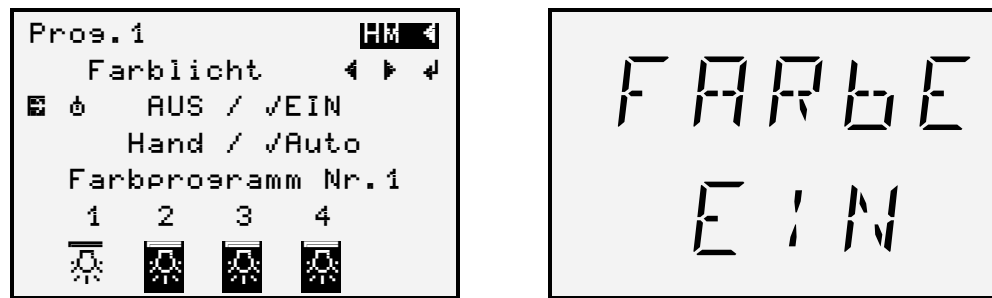 Prog.1 HM
Farblicht
AUS / √EIN
Hand / √Auto
Farbprogramm Nr.1
1 2 3 4
FARbE
EIN